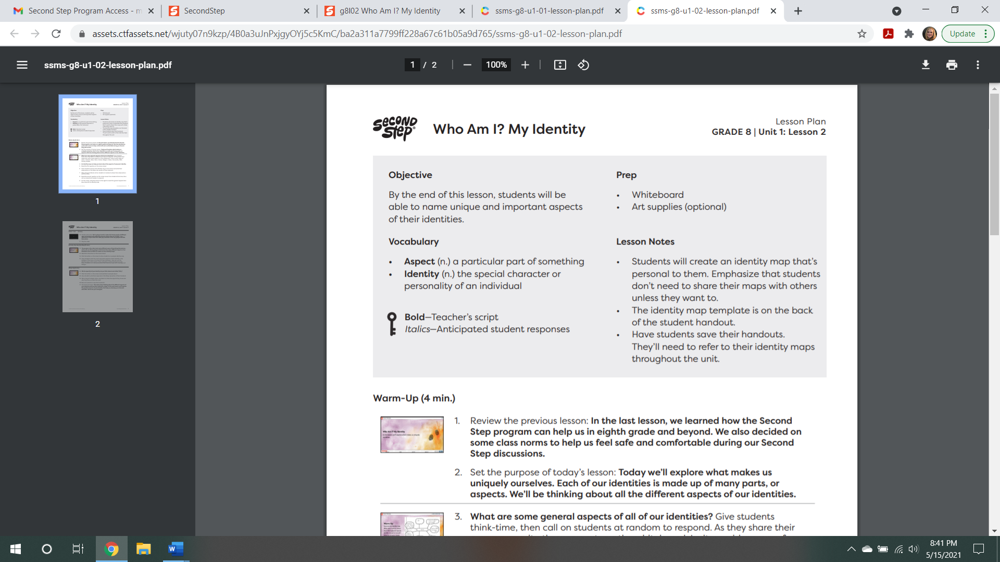 Second Step Program Access - m
SecondStep
g8l02 Who Am I? My Identity
ssms-g8-u1-01-lesson-plan.pdf
ssms-g8-u1-02-lesson-plan.pdf
assets.ctfassets.net/wjuty07n9kzp/4B0a3uJnPxjgyOYj5c5KmC/ba2a311a7799ff228a67c61b05a9d765/ssms-g8-u1-02-lesson-plan.pdf
Update
ssms-g8-u1-02-lesson-plan.pdf
1 / 2
100%
1
2
SECOND STEP®
Who Am I? My Identity
Lesson Plan
GRADE 8 | Unit 1: Lesson 2
Objective
By the end of this lesson, students will be
able to name unique and important aspects
of their identities.
Vocabulary
• Aspect (n.) a particular part of something
• Identity (n.) the special character or
personality of an individual
Bold—Teacher's script
Italics—Anticipated student responses
Prep
• Whiteboard
• Art supplies (optional)
Lesson Notes
• Students will create an identity map that's
personal to them. Emphasize that students
don't need to share their maps with others
unless they want to.
• The identity map template is on the back
of the student handout.
• Have students save their handouts.
They'll need to refer to their identity maps
throughout the unit.
Warm-Up (4 min.)
Who Am I? My Identity
1. Review the previous lesson: In the last lesson, we learned how the Second
Step program can help us in eighth grade and beyond. We also decided on
some class norms to help us feel safe and comfortable during our Second
Step discussions.
2. Set the purpose of today's lesson: Today we'll explore what makes us
uniquely ourselves. Each of our identities is made up of many parts, or
aspects. We'll be thinking about all the different aspects of our identities.
Warm-Up
3. What are some general aspects of all of our identities? Give students
think-time, then call on students at random to respond. As they share their
8:41 PM
5/15/2021